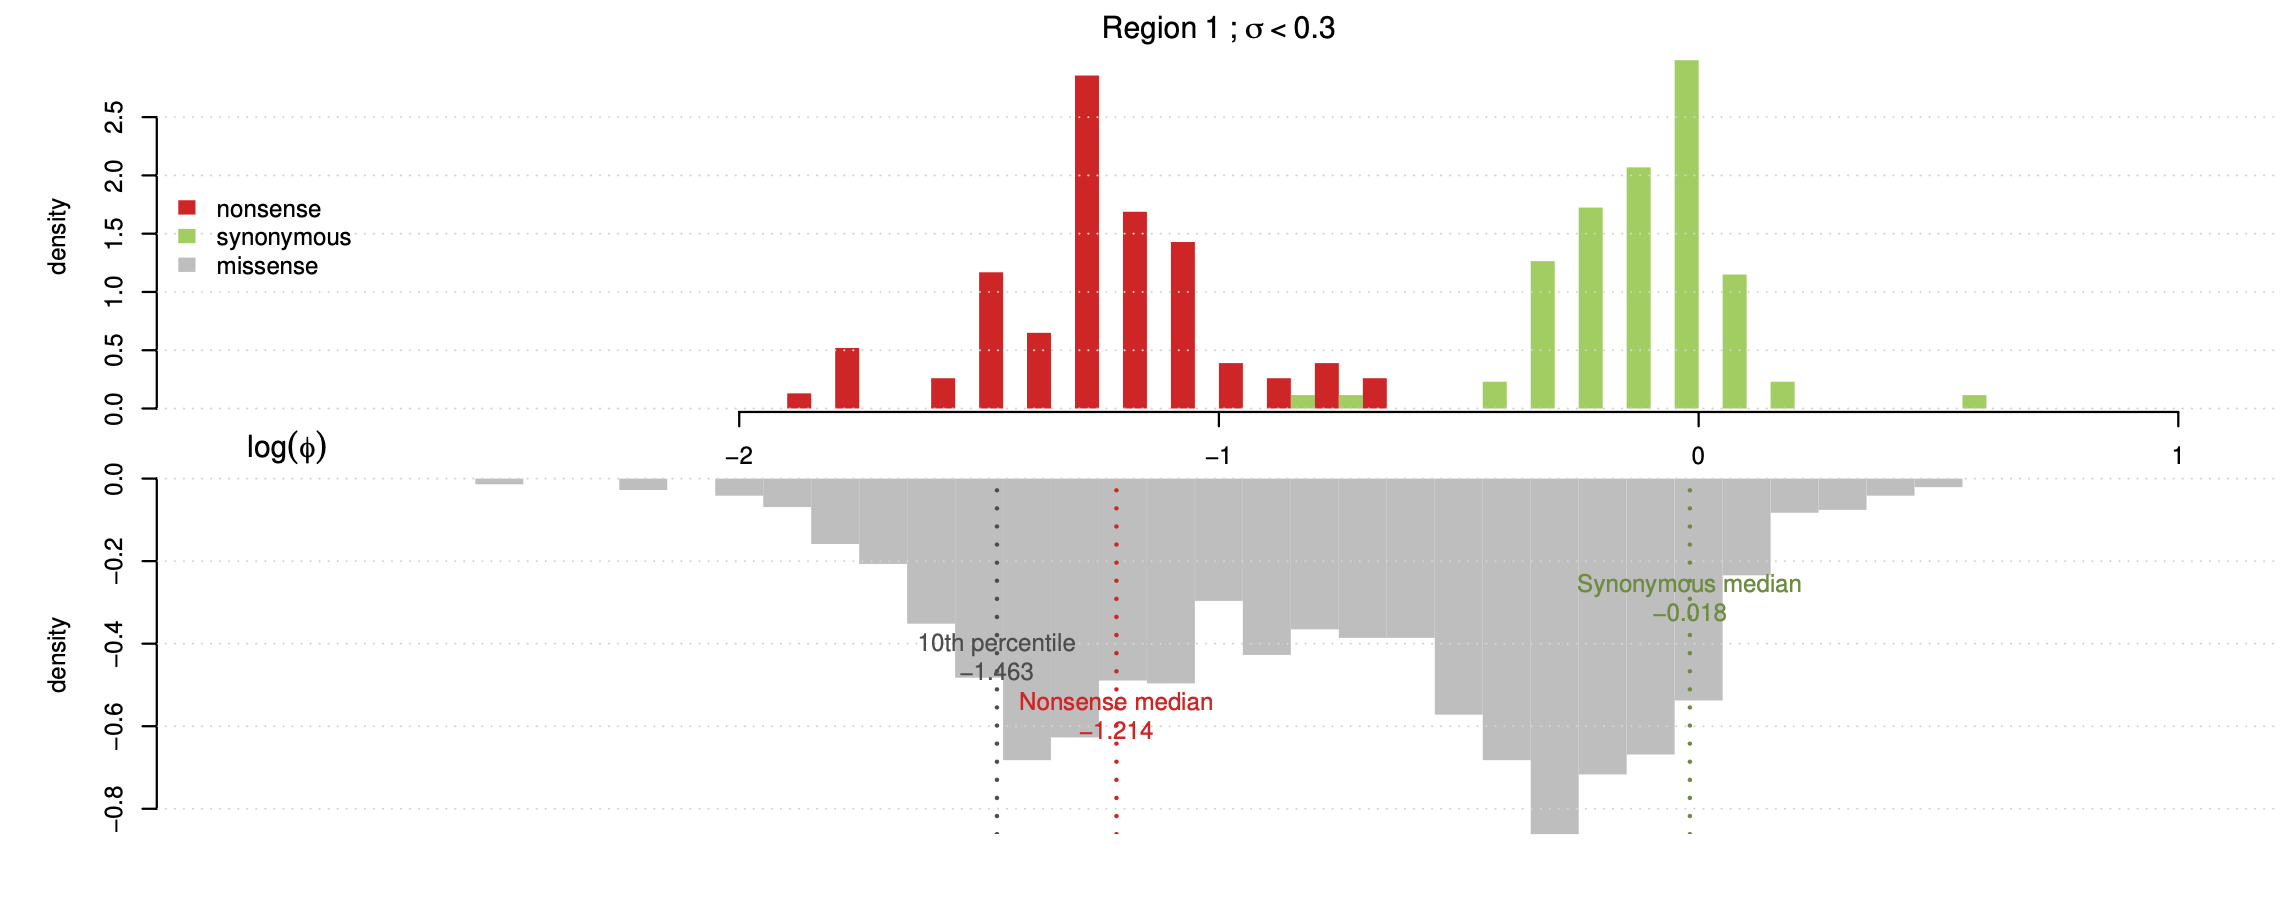 Region 1 ; σ < 0.3
density
2.5
2.0
1.5
1.0
0.5
0.0
nonsense
synonymous
missense
log(ϕ)
−2
−1
0
1
density
0.0
−0.2
−0.4
−0.6
−0.8
Synonymous median
−0.018
10th percentile
−1.463
Nonsense median
−1.214